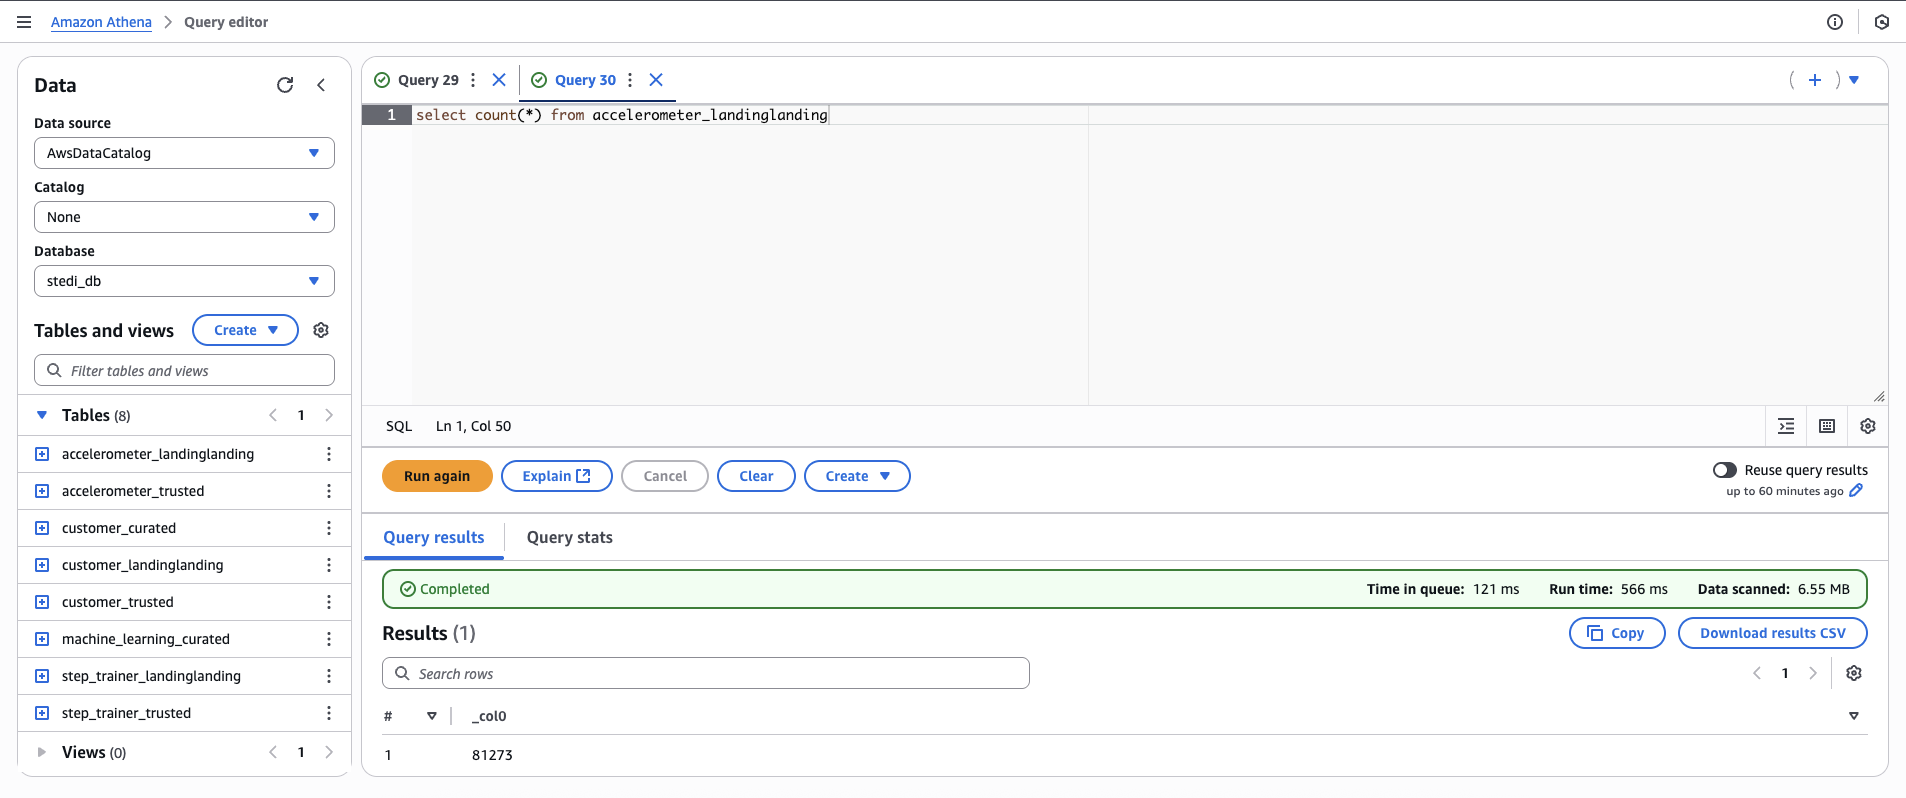 Amazon Athena > Query editor
Data
Data source
AwsDataCatalog
Catalog
None
Database
stedi_db
Tables and views
Create
Filter tables and views
Tables (8)
< 1 >
accelerometer_landinglanding
accelerometer_trusted
customer_curated
customer_landinglanding
customer_trusted
machine_learning_curated
step_trainer_landinglanding
step_trainer_trusted
Views (0)
< 1 >
Query 29
Query 30
1 select count(*) from accelerometer_landinglanding
SQL Ln 1, Col 50
Run again
Explain
Cancel
Clear
Create
Reuse query results
up to 60 minutes ago
Query results
Query stats
Completed
Time in queue: 121 ms Run time: 566 ms Data scanned: 6.55 MB
Results (1)
Copy
Download results CSV
Search rows
< 1 >
# _col0
1 81273